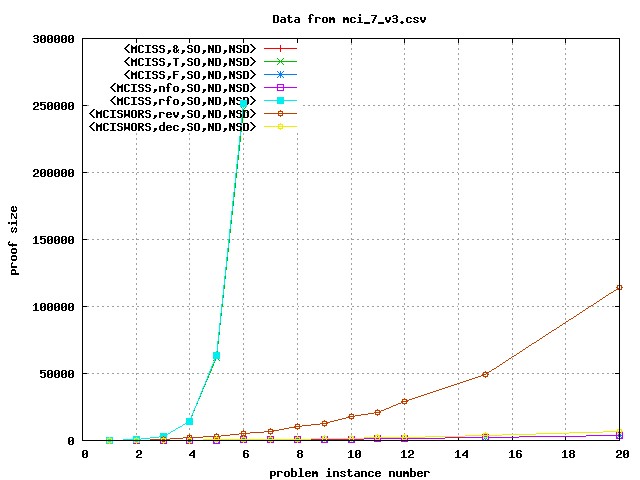 Data from mci_7_v3.csv
300000
250000
200000
150000
100000
50000
0
proof size
<MCISS,&,SO,ND,NSD>
<MCISS,T,SO,ND,NSD>
<MCISS,F,SO,ND,NSD>
<MCISS,nfo,SO,ND,NSD>
<MCISS,rfo,SO,ND,NSD>
<MCISWORS,rev,SO,ND,NSD>
<MCISWORS,dec,SO,ND,NSD>
0 2 4 6 8 10 12 14 16 18 20
problem instance number